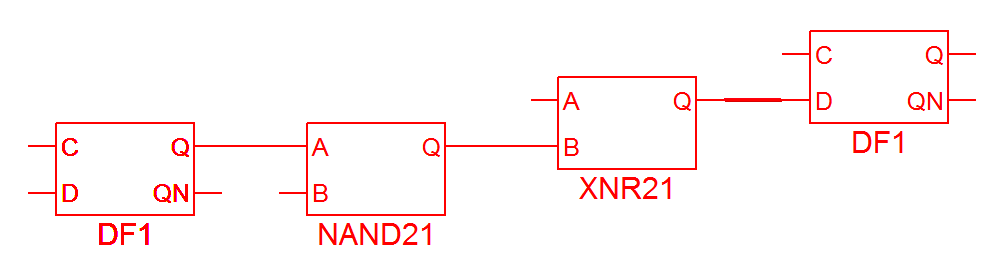 C Q
D QN
DF1
A Q
B
NAND21
A Q
B
XNR21
C Q
D QN
DF1